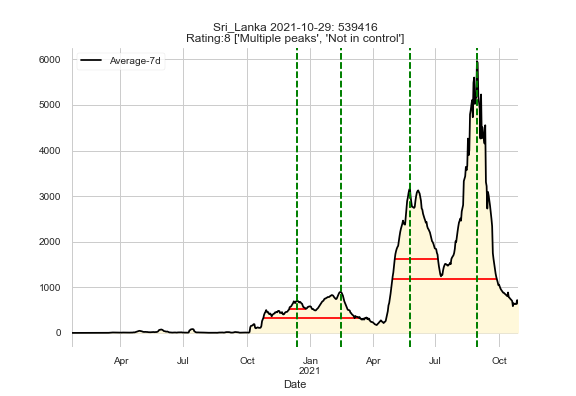 Sri_Lanka 2021-10-29: 539416
Rating:8 ['Multiple peaks', 'Not in control']
Average-7d
6000
5000
4000
3000
2000
1000
0
Apr Jul Oct Jan Apr Jul Oct
2021
Date